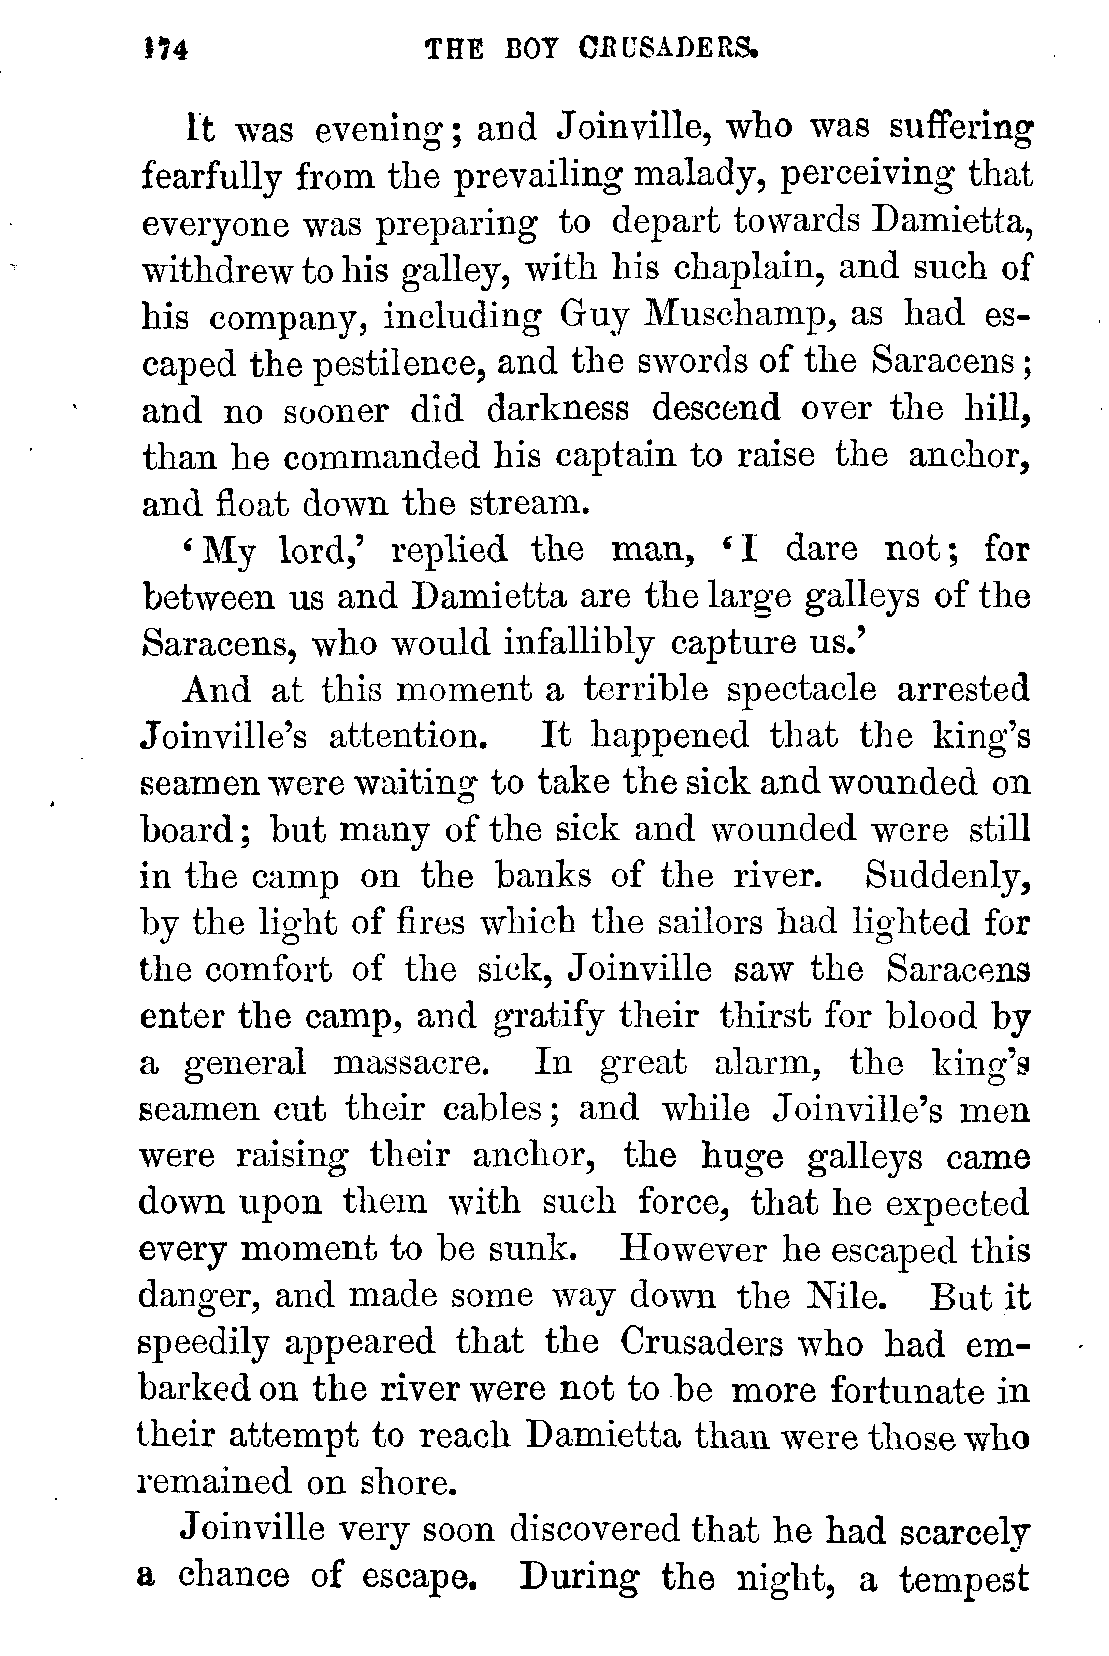 174 THE BOY CRUSADERS.
It was evening; and Joinville, who was suffering
fearfully from the prevailing malady, perceiving that
everyone was preparing to depart towards Damietta,
withdrew to his galley, with his chaplain, and such of
his company, including Guy Muschamp, as had es-
caped the pestilence, and the swords of the Saracens;
and no sooner did darkness descend over the hill,
than he commanded his captain to raise the anchor,
and float down the stream.
‘My lord,’ replied the man, ‘I dare not; for
between us and Damietta are the large galleys of the
Saracens, who would infallibly capture us.’
And at this moment a terrible spectacle arrested
Joinville’s attention. It happened that the king’s
seamen were waiting to take the sick and wounded on
board; but many of the sick and wounded were still
in the camp on the banks of the river. Suddenly,
by the light of fires which the sailors had lighted for
the comfort of the sick, Joinville saw the Saracens
enter the camp, and gratify their thirst for blood by
a general massacre. In great alarm, the king’s
seamen cut their cables; and while Joinville’s men
were raising their anchor, the huge galleys came
down upon them with such force, that he expected
every moment to be sunk. However he escaped this
danger, and made some way down the Nile. But it
speedily appeared that the Crusaders who had em-
barked on the river were not to be more fortunate in
their attempt to reach Damietta than were those who
remained on shore.
Joinville very soon discovered that he had scarcely
a chance of escape. During the night, a tempest